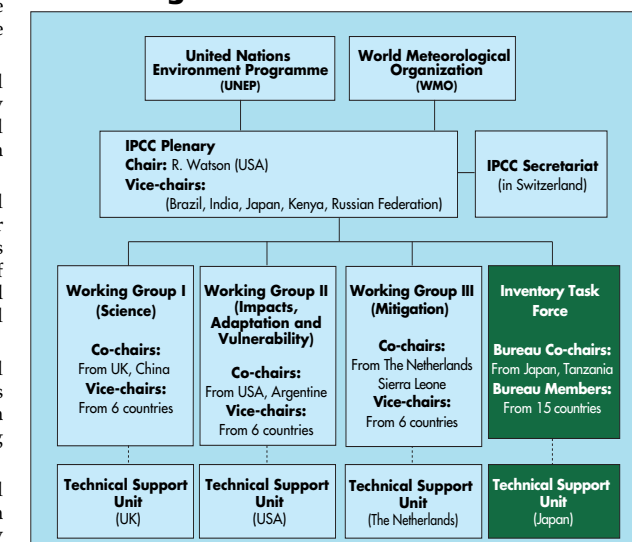 United Nations
Environment Programme
(UNEP)
World Meteorological
Organization
(WMO)
IPCC Plenary
Chair: R. Watson (USA)
Vice-chairs:
(Brazil, India, Japan, Kenya, Russian Federation)
IPCC Secretariat
(in Switzerland)
Working Group I
(Science)
Co-chairs:
From UK, China
Vice-chairs:
From 6 countries
Working Group II
(Impacts,
Adaptation and
Vulnerability)
Co-chairs:
From USA, Argentine
Vice-chairs:
From 6 countries
Working Group III
(Mitigation)
Co-chairs:
From The Netherlands
Sierra Leone
Vice-chairs:
From 6 countries
Inventory Task
Force
Bureau Co-chairs:
From Japan, Tanzania
Bureau Members:
From 15 countries
Technical Support
Unit
(UK)
Technical Support
Unit
(USA)
Technical Support
Unit
(The Netherlands)
Technical Support
Unit
(Japan)